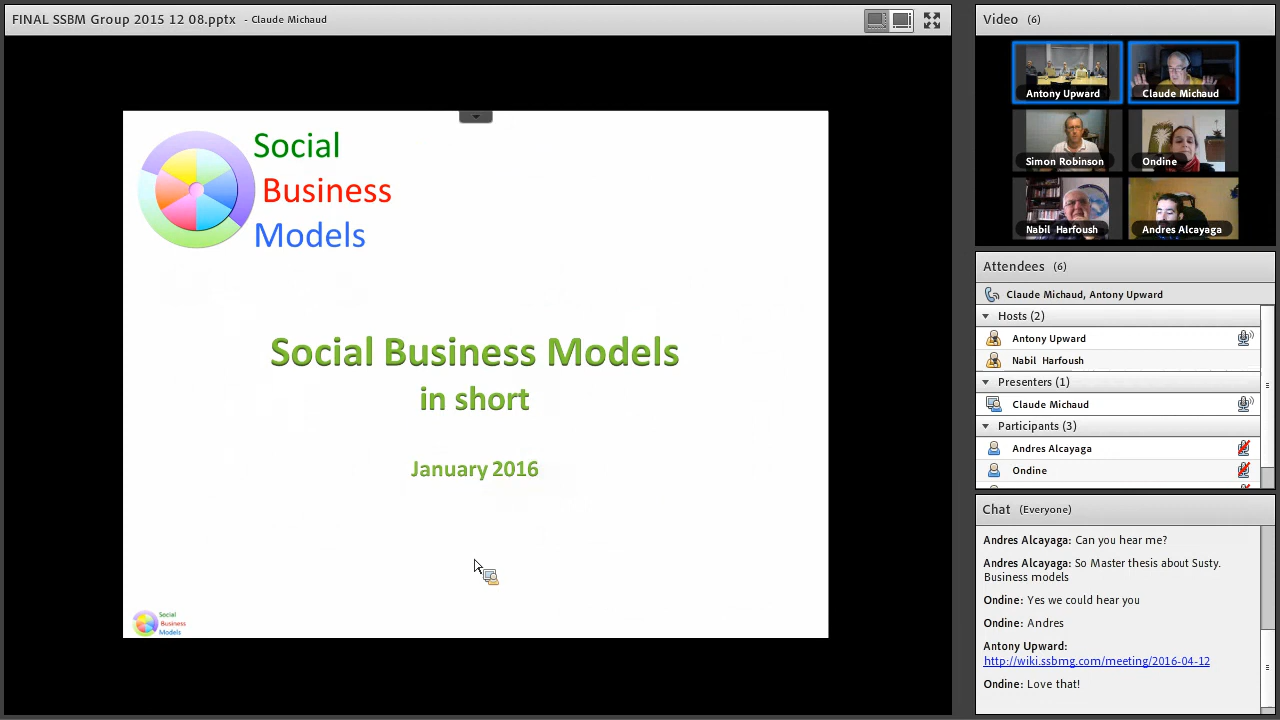 FINAL SSBM Group 2015 12 08.pptx - Claude Michaud
Social
Business
Models
Social Business Models
in short
January 2016
Social
Business
Models
Video (6)
Antony Upward
Claude Michaud
Simon Robinson
Ondine
Nabil Harfoush
Andres Alcayaga
Attendees (6)
Claude Michaud, Antony Upward
Hosts (2)
Antony Upward
Nabil Harfoush
Presenters (1)
Claude Michaud
Participants (3)
Andres Alcayaga
Ondine
Chat (Everyone)
Andres Alcayaga: Can you hear me?
Andres Alcayaga: So Master thesis about Susty.
Business models
Ondine: Yes we could hear you
Ondine: Andres
Antony Upward:
http://wiki.ssbmg.com/meeting/2016-04-12
Ondine: Love that!